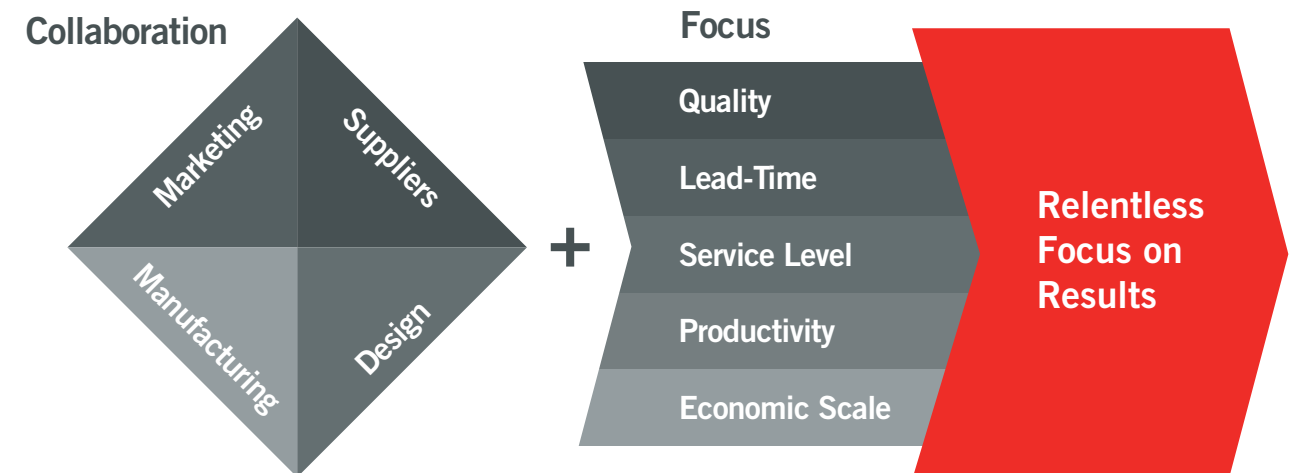 Collaboration
Marketing
Suppliers
Manufacturing
Design
+
Focus
Quality
Lead-Time
Service Level
Productivity
Economic Scale
Relentless
Focus on
Results